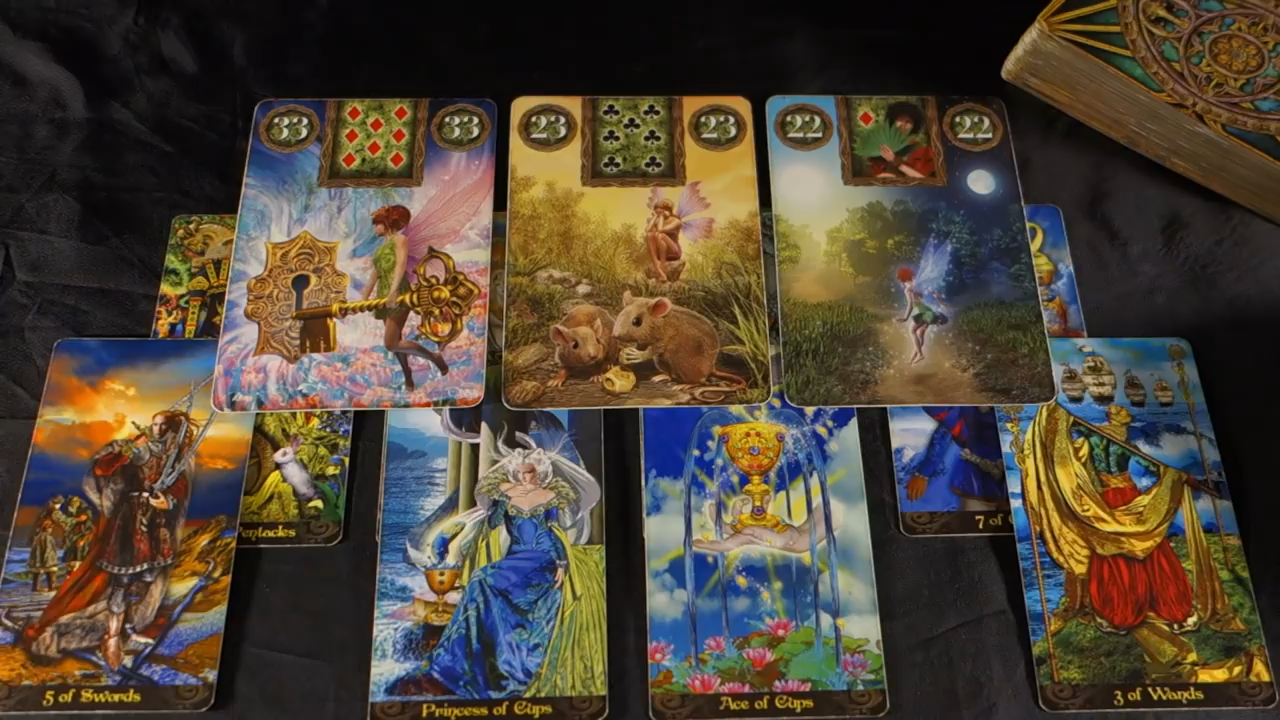 33 33
23 23
22 22
entacles
7 of
5 of Swords
Princess of Cups
Ace of Cups
3 of Wands